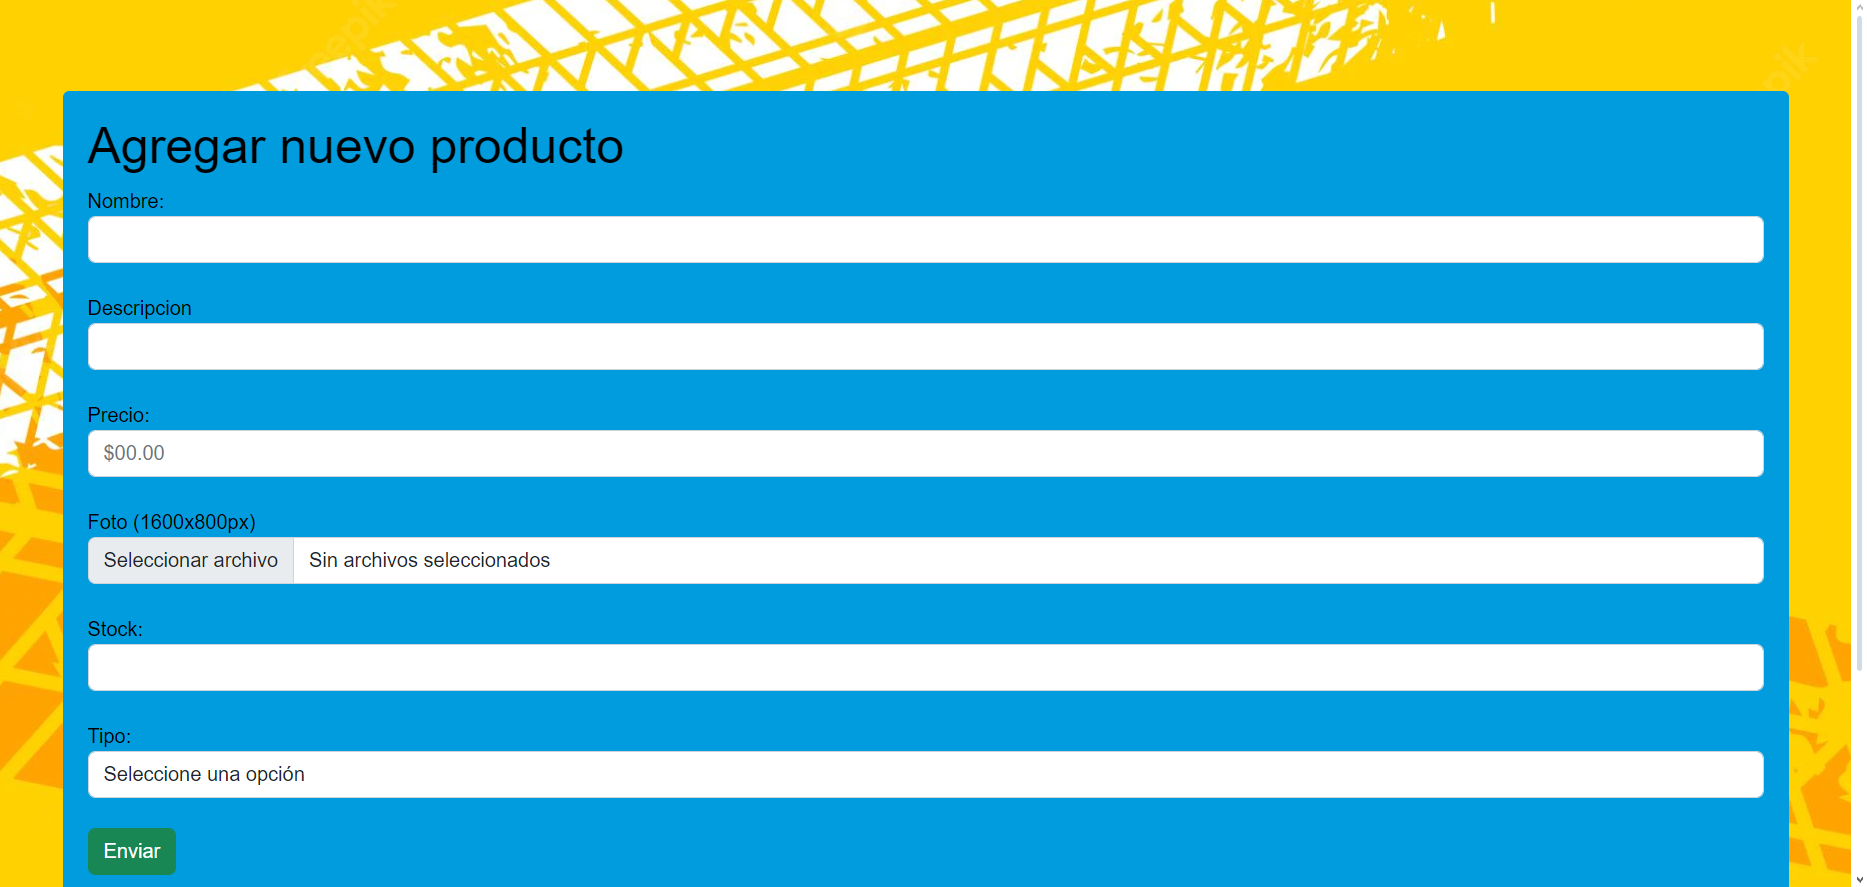 Agregar nuevo producto
Nombre:
Descripcion
Precio:
$00.00
Foto (1600x800px)
Seleccionar archivo Sin archivos seleccionados
Stock:
Tipo:
Seleccione una opción
Enviar